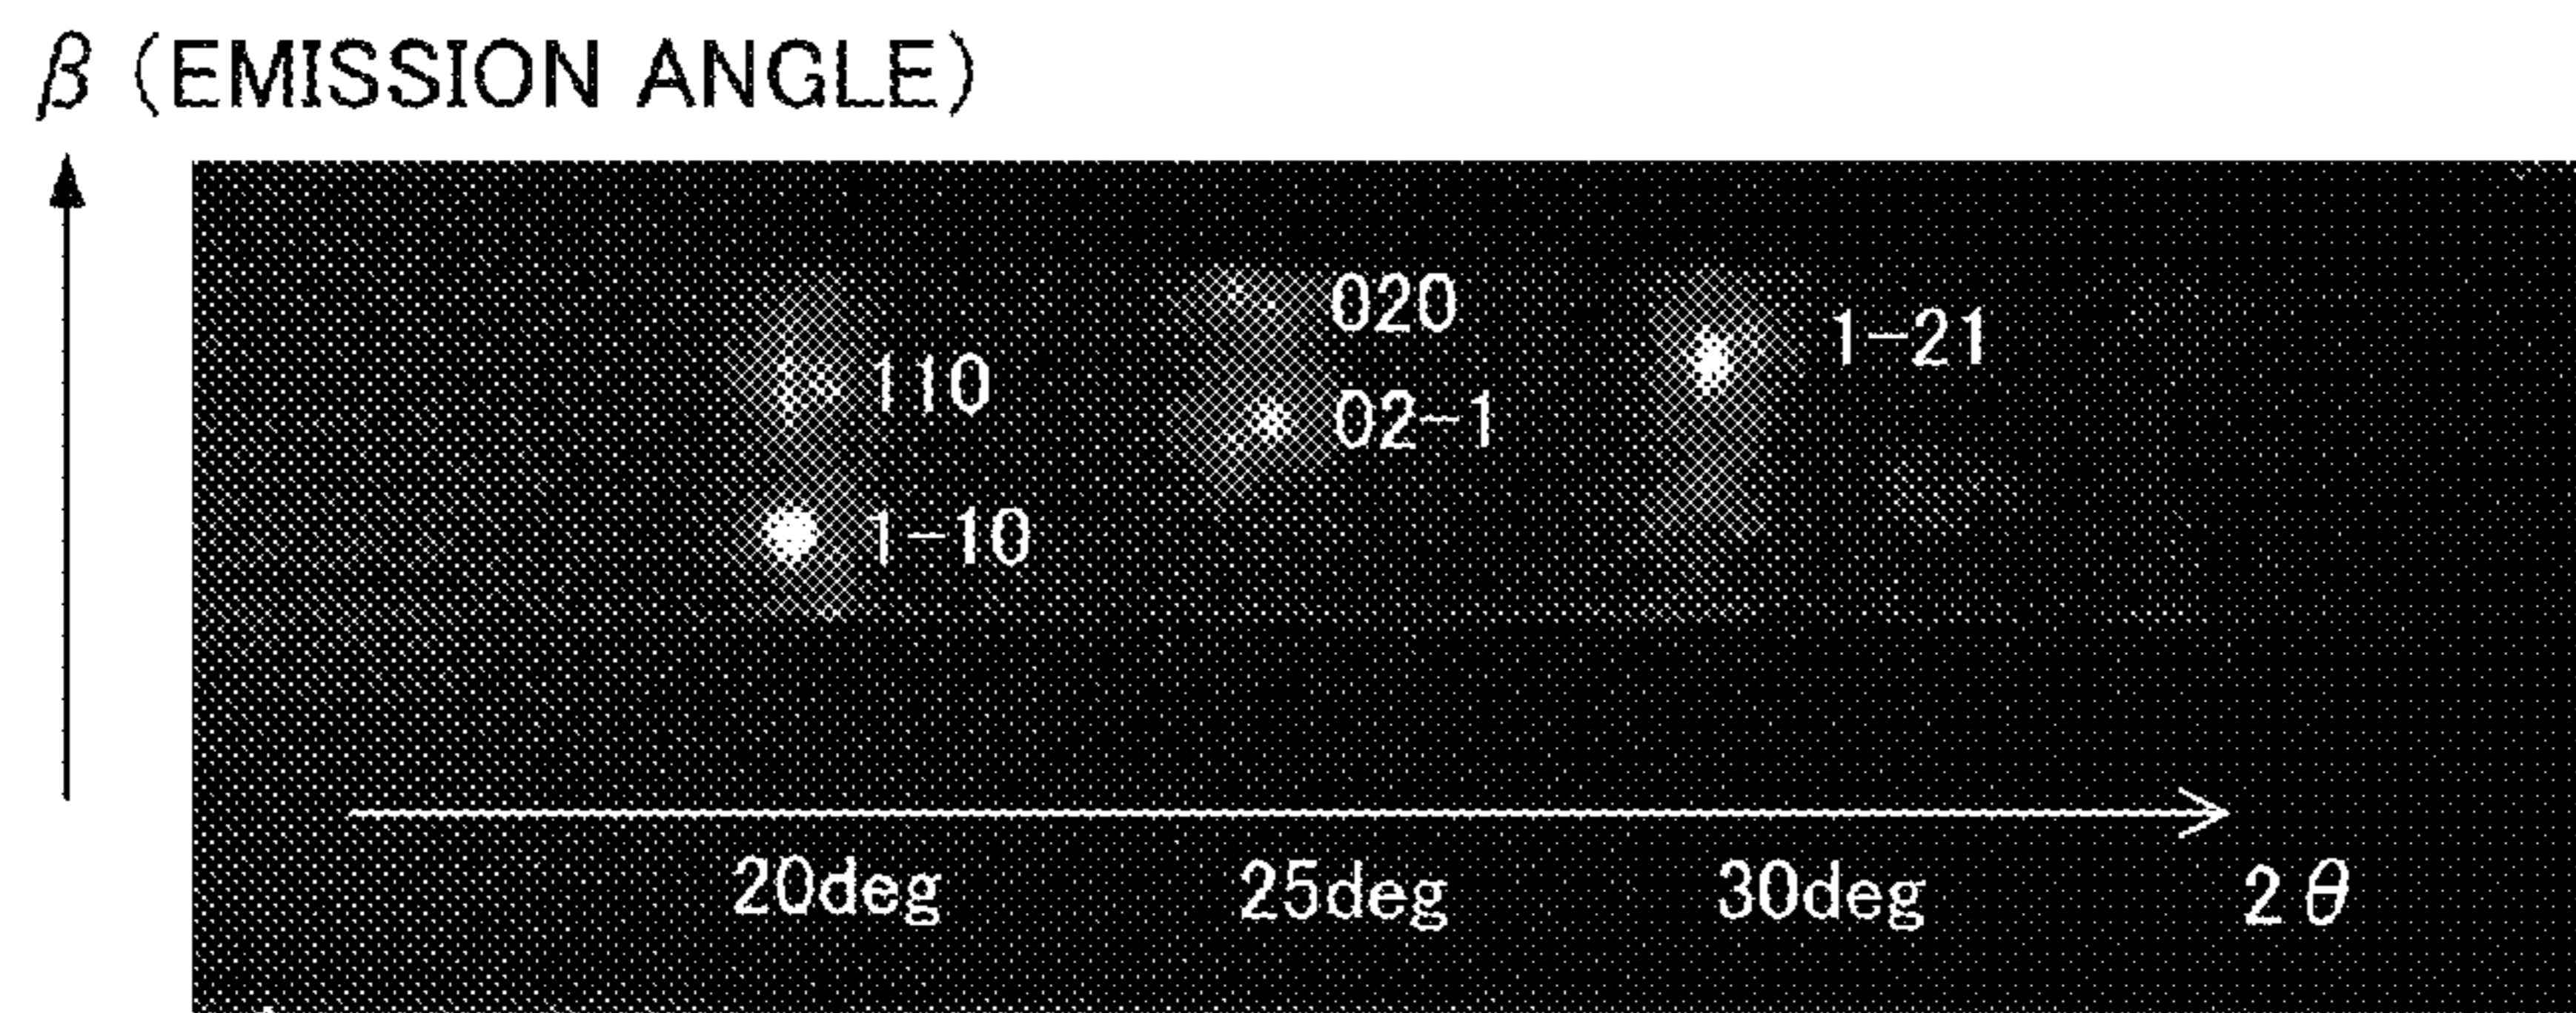 β (EMISSION ANGLE)
020
1-21
110
02-1
1-10
20deg
25deg
30deg
2θ